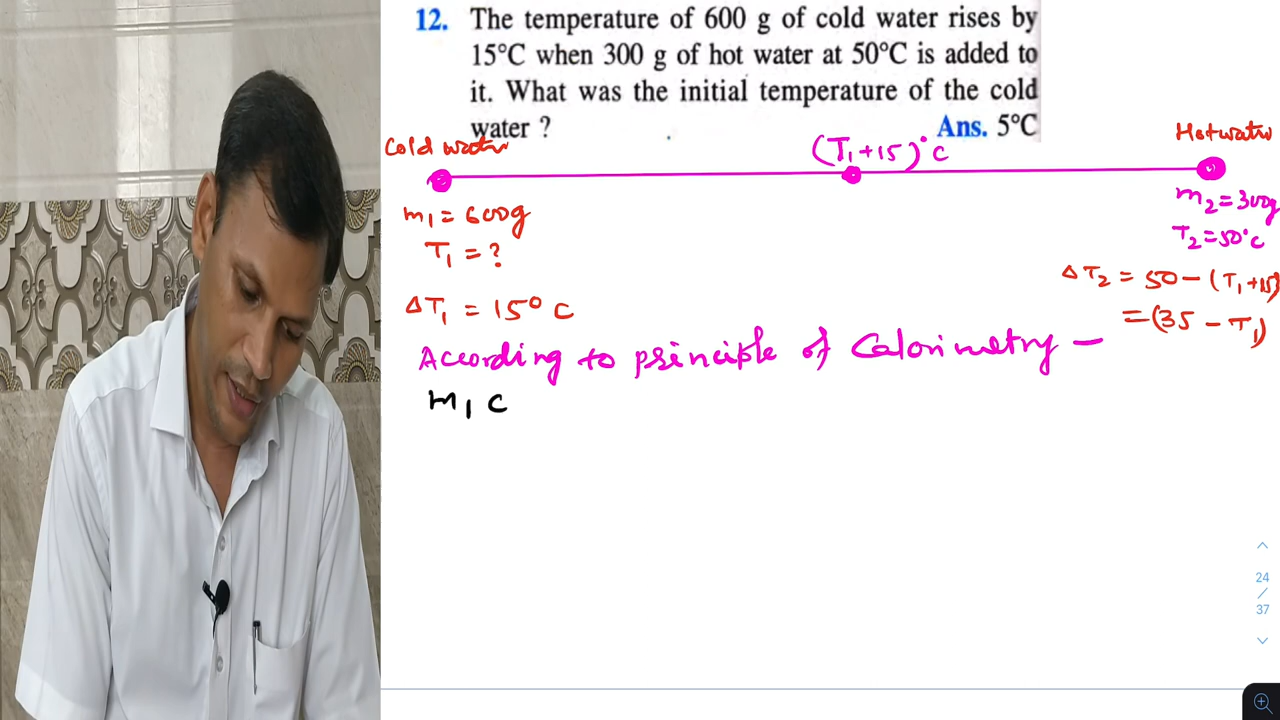 12. The temperature of 600 g of cold water rises by
15°C when 300 g of hot water at 50°C is added to
it. What was the initial temperature of the cold
water ? Ans. 5°C
Cold water
(T₁+15)°C
Hot water
m₁ = 600g
T₁ = ?
ΔT₁ = 15° C
m₂ = 300g
T₂ = 50°C
ΔT₂ = 50 - (T₁+15)
= (35 - T₁)
According to principle of Calorimetry -
m₁ c
24
/
37